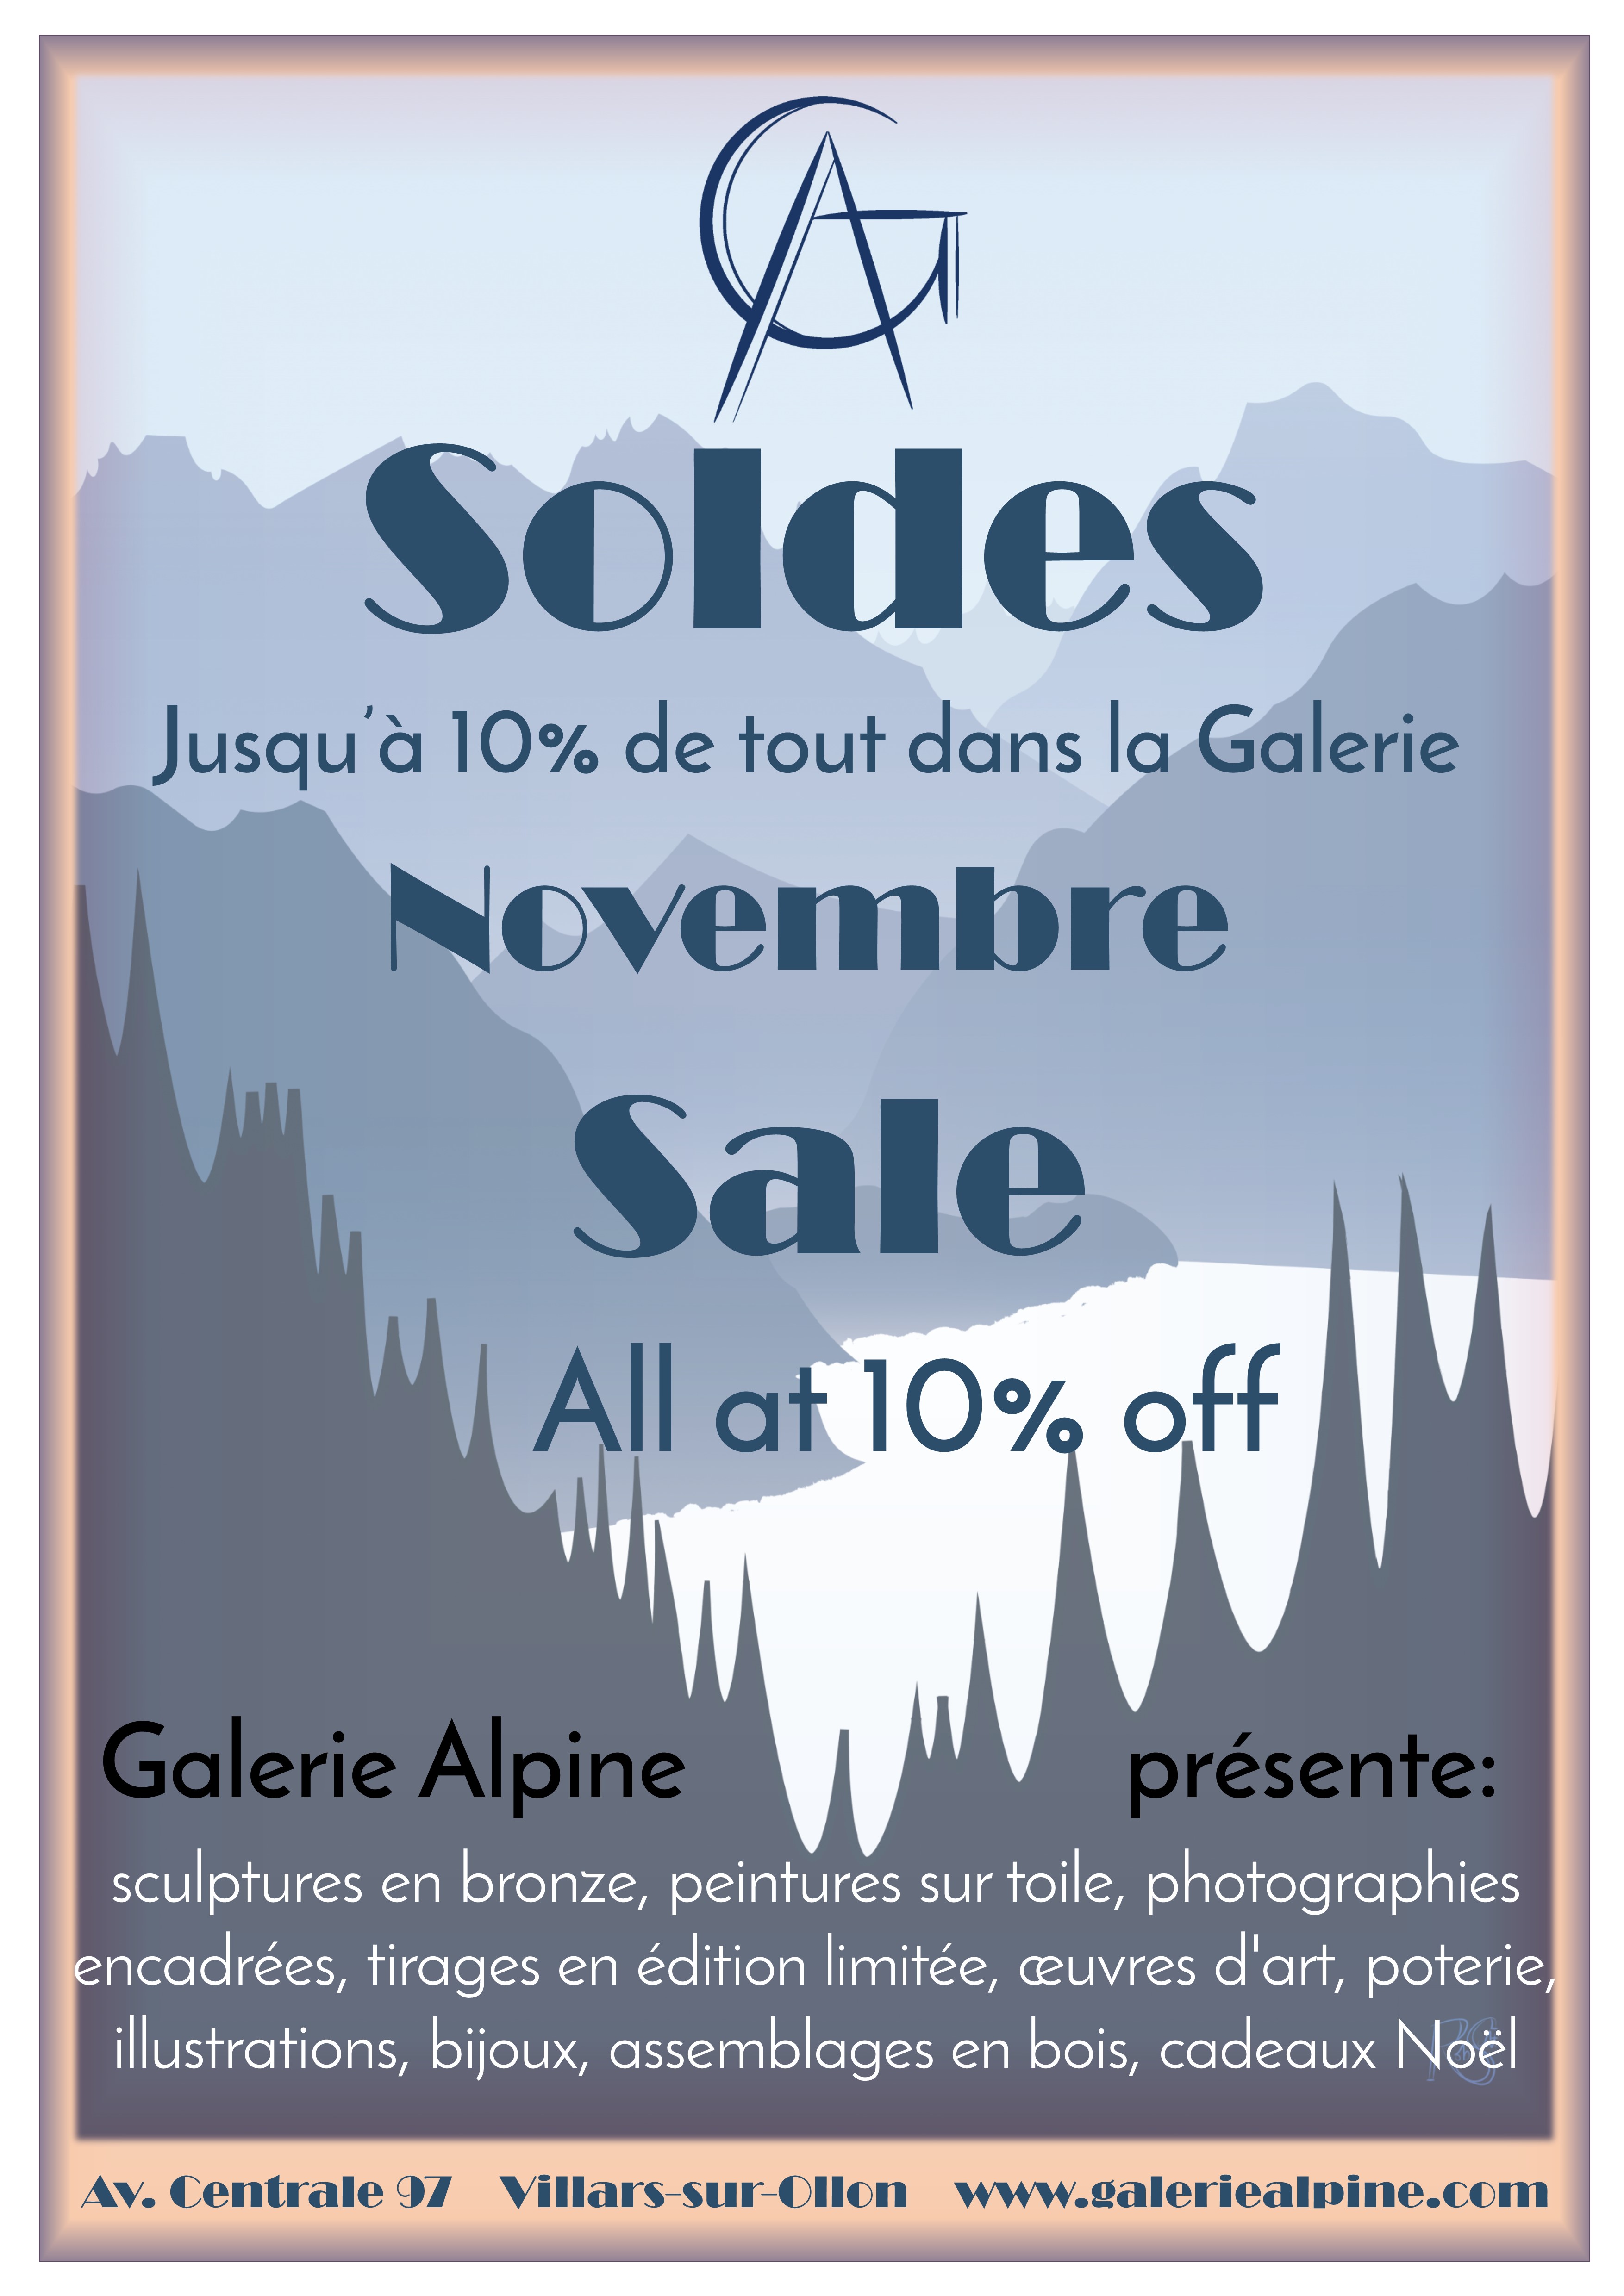 GA
Soldes
Jusqu'à 10% de tout dans la Galerie
Novembre
Sale
All at 10% off
Galerie Alpine présente:
sculptures en bronze, peintures sur toile, photographies
encadrées, tirages en édition limitée, œuvres d'art, poterie,
illustrations, bijoux, assemblages en bois, cadeaux Noël
Av. Centrale 97 Villars-sur-Ollon www.galeriealpine.com